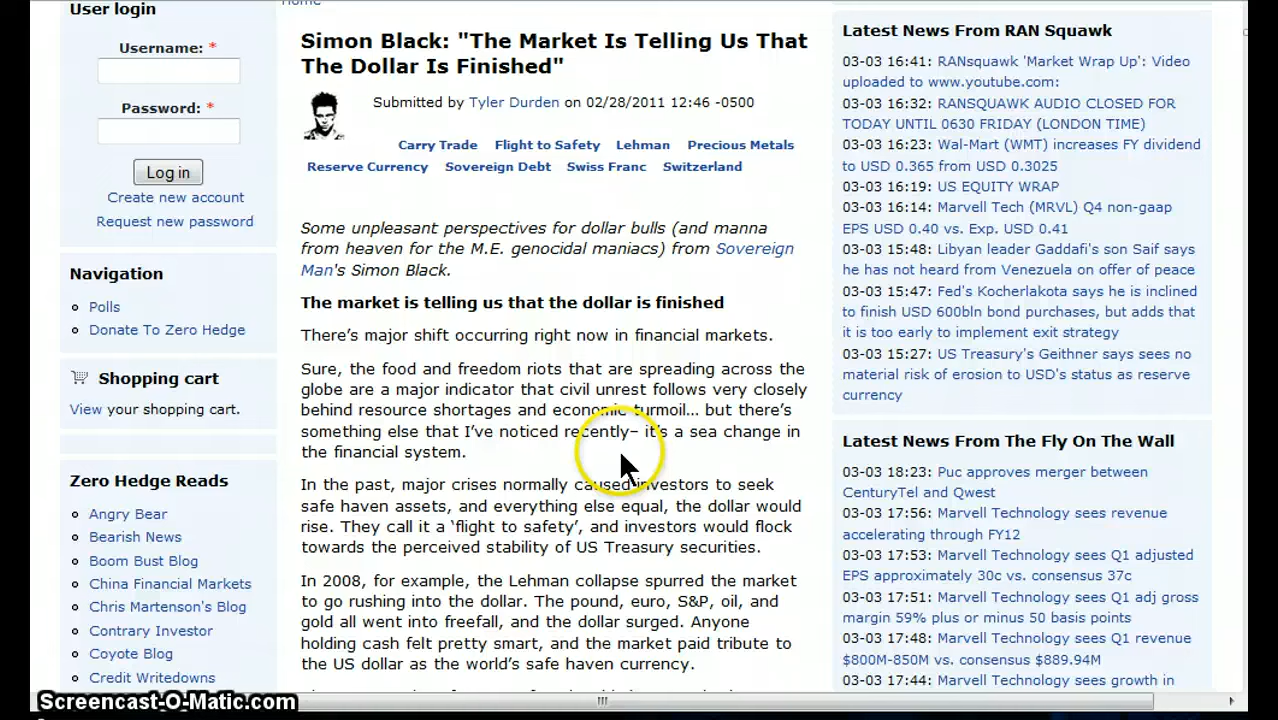 Home
User login
Username: *
Password: *
Log in
Create new account
Request new password
Navigation
Polls
Donate To Zero Hedge
Shopping cart
View your shopping cart.
Zero Hedge Reads
Angry Bear
Bearish News
Boom Bust Blog
China Financial Markets
Chris Martenson's Blog
Contrary Investor
Coyote Blog
Credit Writedowns
Simon Black: "The Market Is Telling Us That
The Dollar Is Finished"
Submitted by Tyler Durden on 02/28/2011 12:46 -0500
Carry Trade Flight to Safety Lehman Precious Metals
Reserve Currency Sovereign Debt Swiss Franc Switzerland
Some unpleasant perspectives for dollar bulls (and manna
from heaven for the M.E. genocidal maniacs) from Sovereign
Man's Simon Black.
The market is telling us that the dollar is finished
There's major shift occurring right now in financial markets.
Sure, the food and freedom riots that are spreading across the
globe are a major indicator that civil unrest follows very closely
behind resource shortages and economic turmoil... but there's
something else that I've noticed recently– it's a sea change in
the financial system.
In the past, major crises normally caused investors to seek
safe haven assets, and everything else equal, the dollar would
rise. They call it a 'flight to safety', and investors would flock
towards the perceived stability of US Treasury securities.
In 2008, for example, the Lehman collapse spurred the market
to go rushing into the dollar. The pound, euro, S&P, oil, and
gold all went into freefall, and the dollar surged. Anyone
holding cash felt pretty smart, and the market paid tribute to
the US dollar as the world's safe haven currency.
Latest News From RAN Squawk
03-03 16:41: RANsquawk 'Market Wrap Up': Video
uploaded to www.youtube.com:
03-03 16:32: RANSQUAWK AUDIO CLOSED FOR
TODAY UNTIL 0630 FRIDAY (LONDON TIME)
03-03 16:23: Wal-Mart (WMT) increases FY dividend
to USD 0.365 from USD 0.3025
03-03 16:19: US EQUITY WRAP
03-03 16:14: Marvell Tech (MRVL) Q4 non-gaap
EPS USD 0.40 vs. Exp. USD 0.41
03-03 15:48: Libyan leader Gaddafi's son Saif says
he has not heard from Venezuela on offer of peace
03-03 15:47: Fed's Kocherlakota says he is inclined
to finish USD 600bln bond purchases, but adds that
it is too early to implement exit strategy
03-03 15:27: US Treasury's Geithner says sees no
material risk of erosion to USD's status as reserve
currency
Latest News From The Fly On The Wall
03-03 18:23: Puc approves merger between
CenturyTel and Qwest
03-03 17:56: Marvell Technology sees revenue
accelerating through FY12
03-03 17:53: Marvell Technology sees Q1 adjusted
EPS approximately 30c vs. consensus 37c
03-03 17:51: Marvell Technology sees Q1 adj gross
margin 59% plus or minus 50 basis points
03-03 17:48: Marvell Technology sees Q1 revenue
$800M-850M vs. consensus $889.94M
03-03 17:44: Marvell Technology sees growth in
Screencast-O-Matic.com